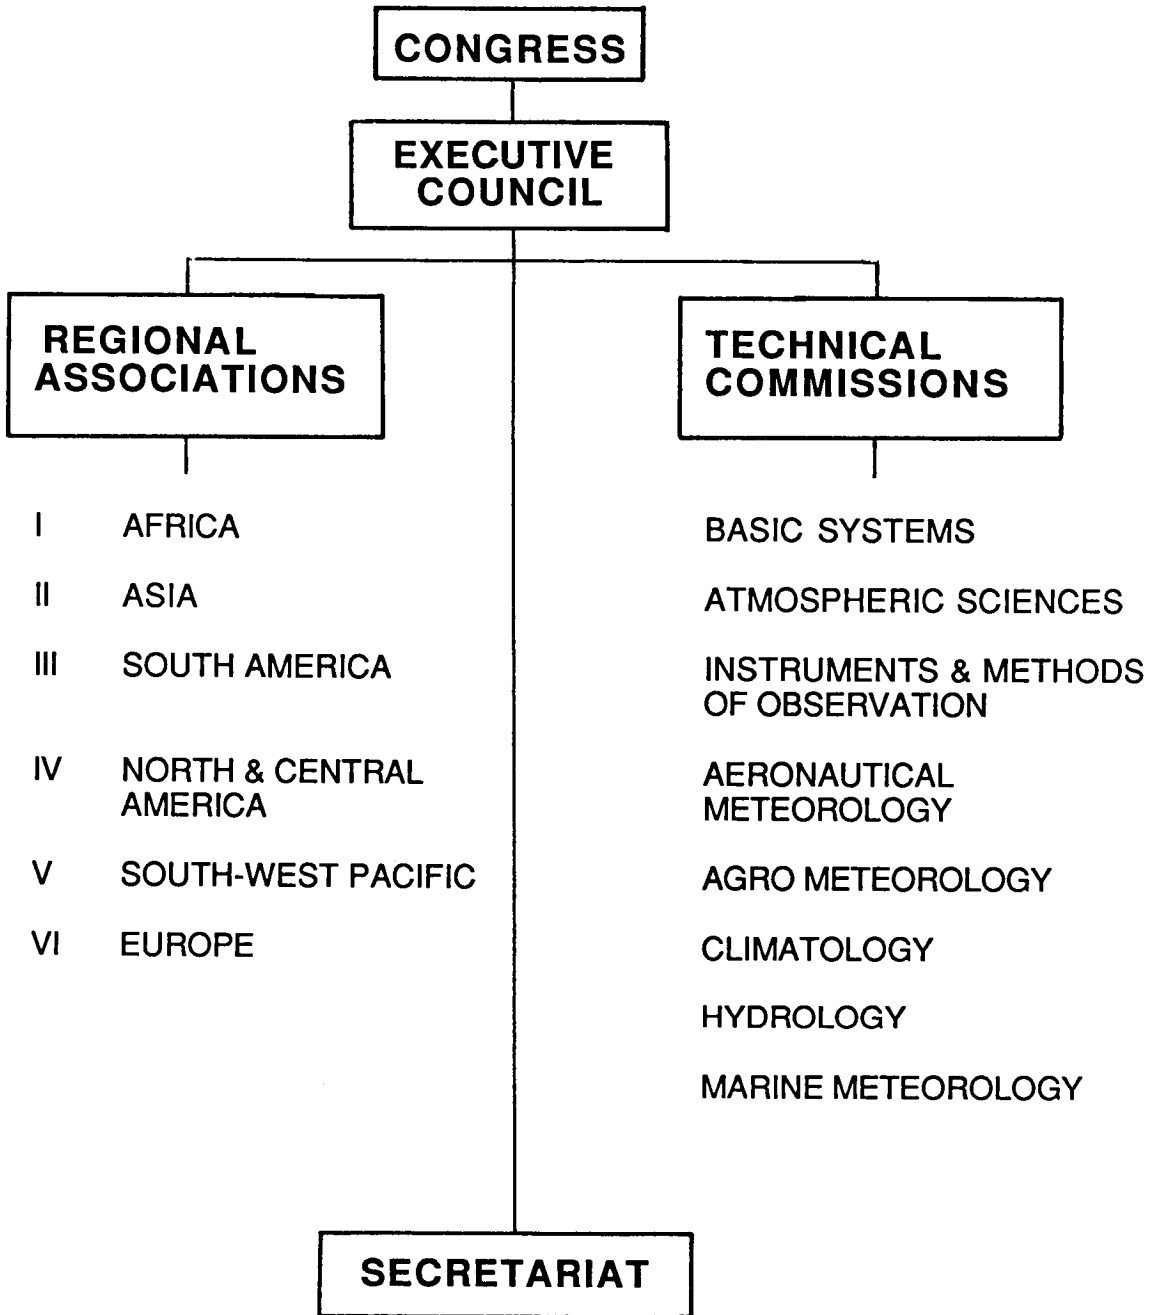 CONGRESS
EXECUTIVE
COUNCIL
REGIONAL
ASSOCIATIONS
I AFRICA
II ASIA
III SOUTH AMERICA
IV NORTH & CENTRAL
AMERICA
V SOUTH-WEST PACIFIC
VI EUROPE
TECHNICAL
COMMISSIONS
BASIC SYSTEMS
ATMOSPHERIC SCIENCES
INSTRUMENTS & METHODS
OF OBSERVATION
AERONAUTICAL
METEOROLOGY
AGRO METEOROLOGY
CLIMATOLOGY
HYDROLOGY
MARINE METEOROLOGY
SECRETARIAT